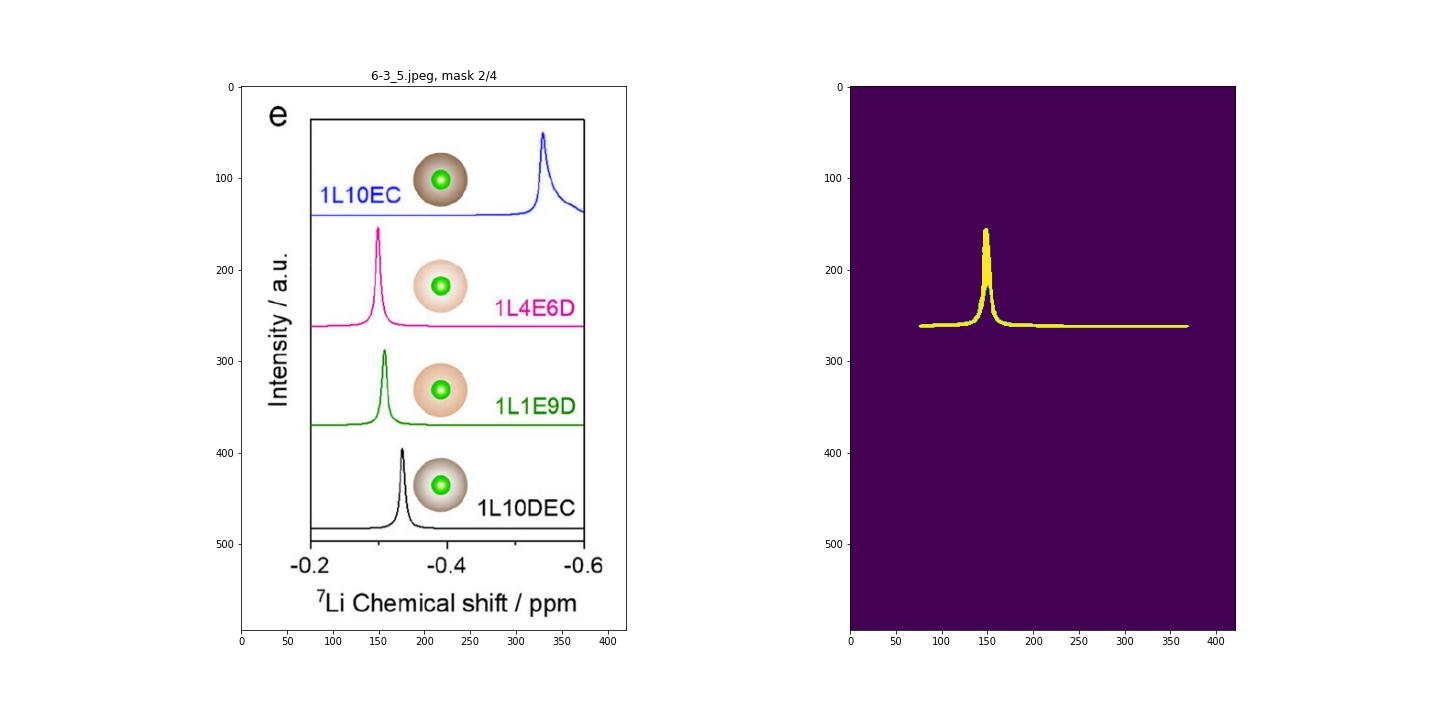 6-3_5.jpeg, mask 2/4
0
100
200
300
400
500
0 50 100 150 200 250 300 350 400
e
Intensity / a.u.
1L10EC
1L4E6D
1L1E9D
1L10DEC
-0.2 -0.4 -0.6
⁷Li Chemical shift / ppm
0
100
200
300
400
500
0 50 100 150 200 250 300 350 400